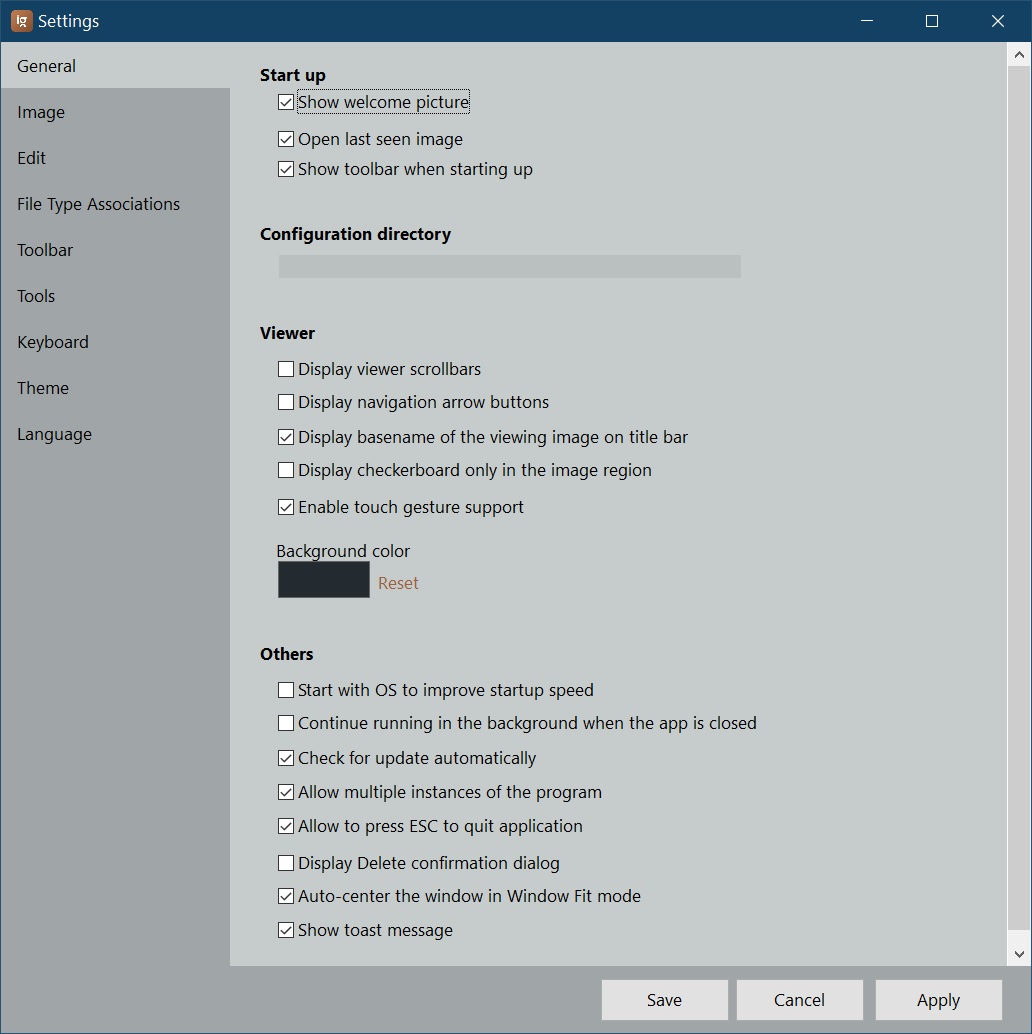 ig Settings
General
Image
Edit
File Type Associations
Toolbar
Tools
Keyboard
Theme
Language
Start up
Show welcome picture
Open last seen image
Show toolbar when starting up
Configuration directory
Viewer
Display viewer scrollbars
Display navigation arrow buttons
Display basename of the viewing image on title bar
Display checkerboard only in the image region
Enable touch gesture support
Background color
Reset
Others
Start with OS to improve startup speed
Continue running in the background when the app is closed
Check for update automatically
Allow multiple instances of the program
Allow to press ESC to quit application
Display Delete confirmation dialog
Auto-center the window in Window Fit mode
Show toast message
Save Cancel Apply